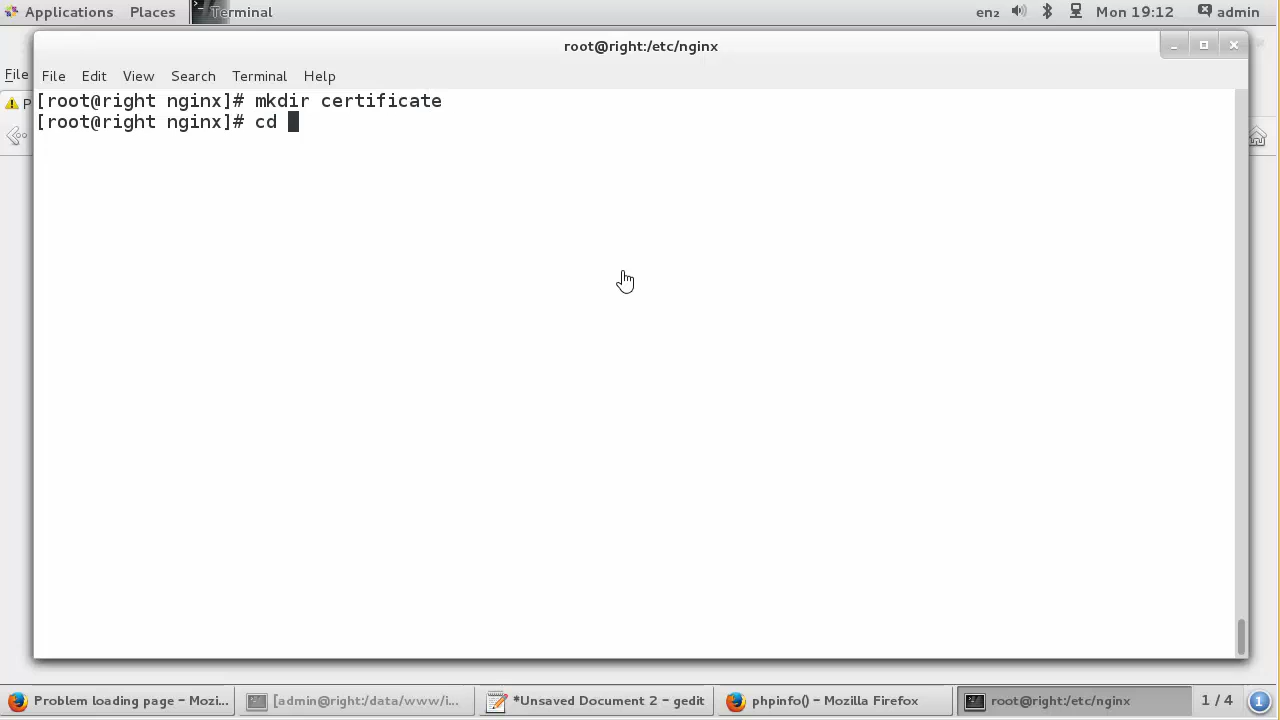 Applications Places Terminal en₂ Mon 19:12 admin
root@right:/etc/nginx
File
File Edit View Search Terminal Help
[root@right nginx]# mkdir certificate
P
[root@right nginx]# cd
Problem loading page - Mozi... [admin@right:/data/www/i... *Unsaved Document 2 - gedit phpinfo() - Mozilla Firefox root@right:/etc/nginx 1 / 4 1